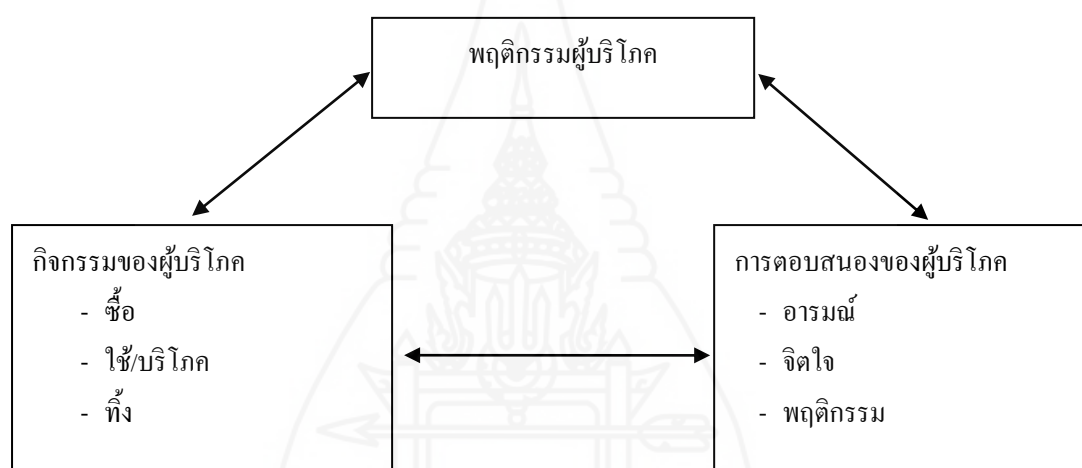 พฤติกรรมผู้บริโภค
กิจกรรมของผู้บริโภค
- ซื้อ
- ใช้/บริโภค
- ทิ้ง
การตอบสนองของผู้บริโภค
- อารมณ์
- จิตใจ
- พฤติกรรม